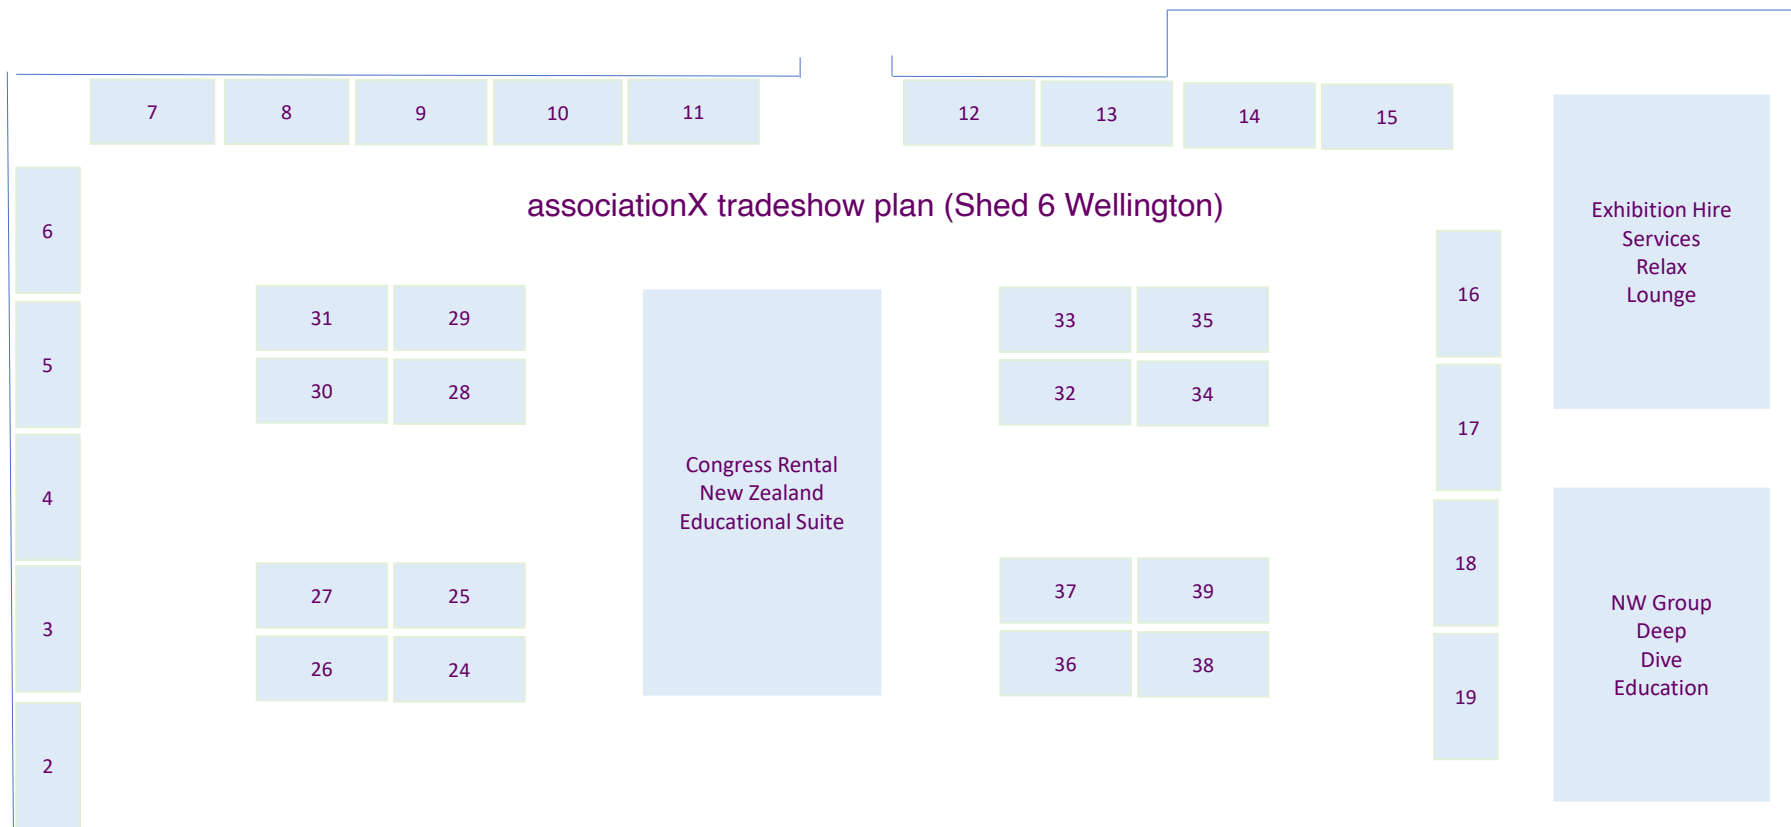 7 8 9 10 11 12 13 14 15
associationX tradeshow plan (Shed 6 Wellington)
6
5
4
3
2
31 29
30 28
27 25
26 24
Congress Rental
New Zealand
Educational Suite
33 35
32 34
37 39
36 38
16
17
18
19
Exhibition Hire
Services
Relax
Lounge
NW Group
Deep
Dive
Education